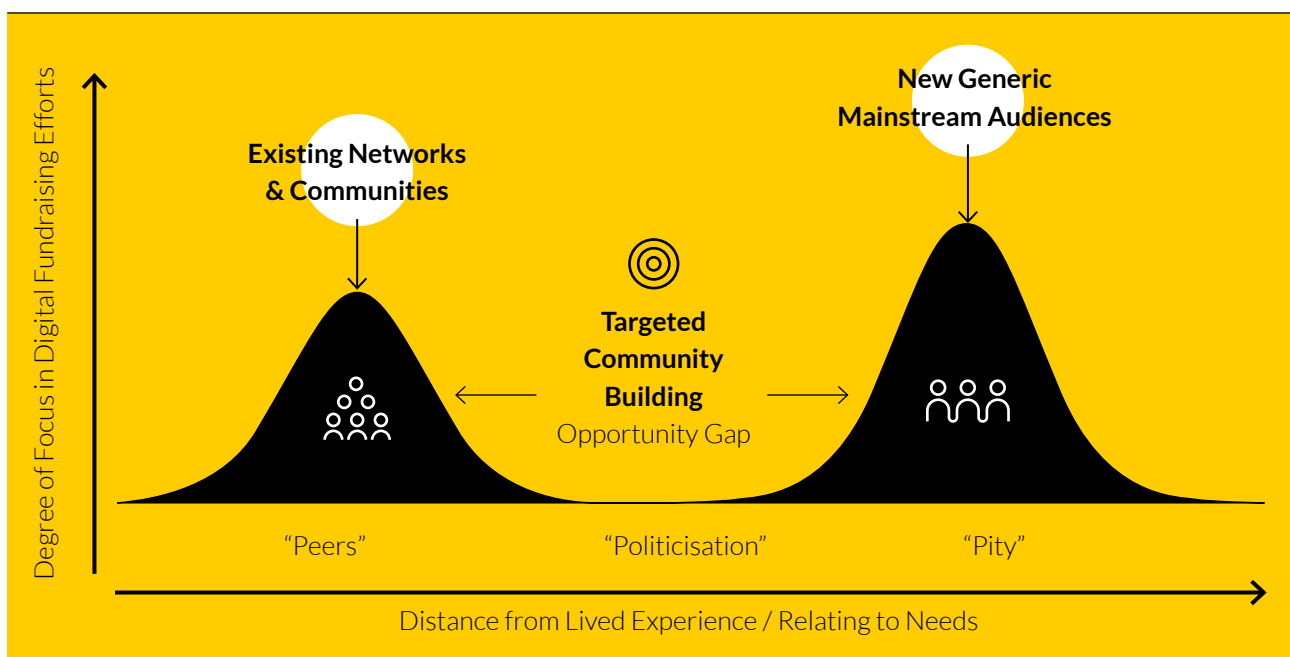 Degree of Focus in Digital Fundraising Efforts
Existing Networks
& Communities
New Generic
Mainstream Audiences
Targeted
Community
Building
Opportunity Gap
“Peers”
“Politicisation”
“Pity”
Distance from Lived Experience / Relating to Needs